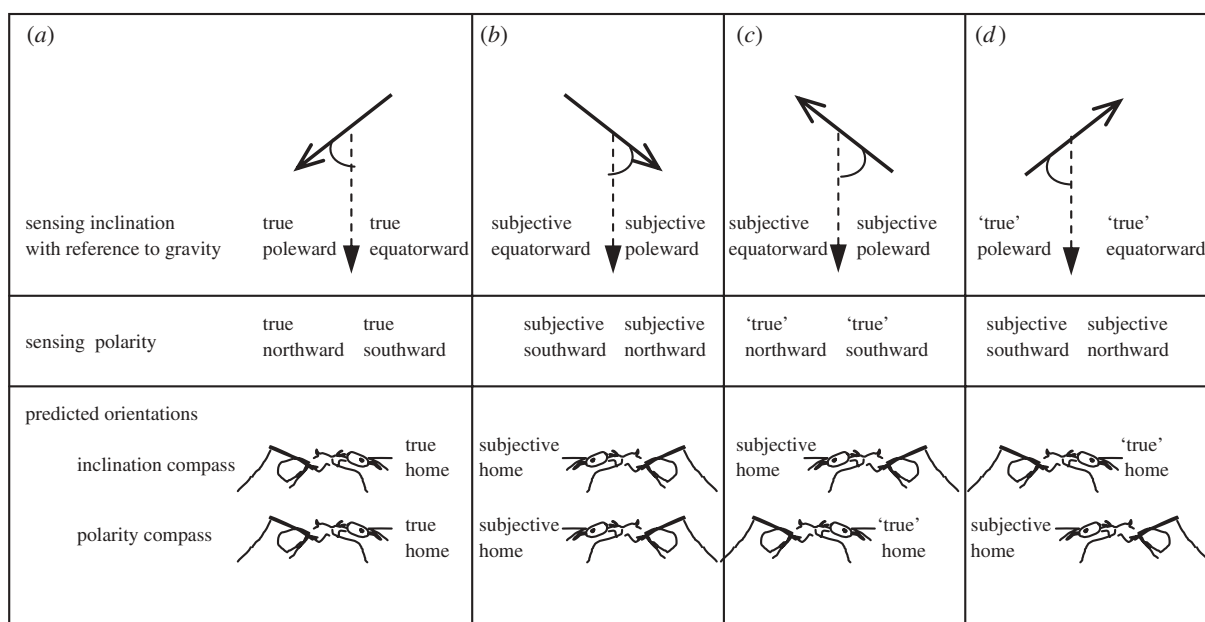 (a)
(b)
(c)
(d)
sensing inclination
with reference to gravity
true
poleward
true
equatorward
subjective
equatorward
subjective
poleward
subjective
equatorward
subjective
poleward
‘true’
poleward
‘true’
equatorward
sensing polarity
true
northward
true
southward
subjective
southward
subjective
northward
‘true’
northward
‘true’
southward
subjective
southward
subjective
northward
predicted orientations
inclination compass
true
home
subjective
home
subjective
home
‘true’
home
polarity compass
true
home
subjective
home
‘true’
home
subjective
home